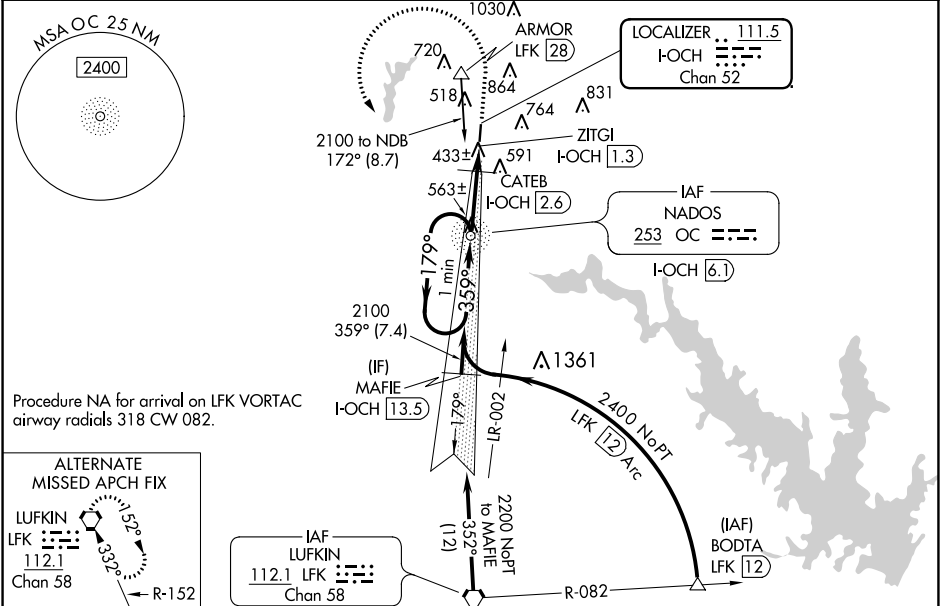 MSA OC 25 NM
2400
1030
ARMOR
LFK 28
720
864
518
764
831
LOCALIZER 111.5
I-OCH
Chan 52
2100 to NDB
172° (8.7)
433±
591
ZITGI
I-OCH 1.3
CATEB
I-OCH 2.6
563±
IAF
NADOS
253 OC
I-OCH 6.1
179°
1 min
359°
2100
359° (7.4)
(IF)
MAFIE
I-OCH 13.5
179°
LR-002
1361
2400 NoPT
LFK 12 Arc
Procedure NA for arrival on LFK VORTAC
airway radials 318 CW 082.
ALTERNATE
MISSED APCH FIX
LUFKIN
LFK
112.1
Chan 58
152°
332°
R-152
IAF
LUFKIN
112.1 LFK
Chan 58
2200 NoPT
to MAFIE
352°
(12)
R-082
(IAF)
BODTA
LFK 12